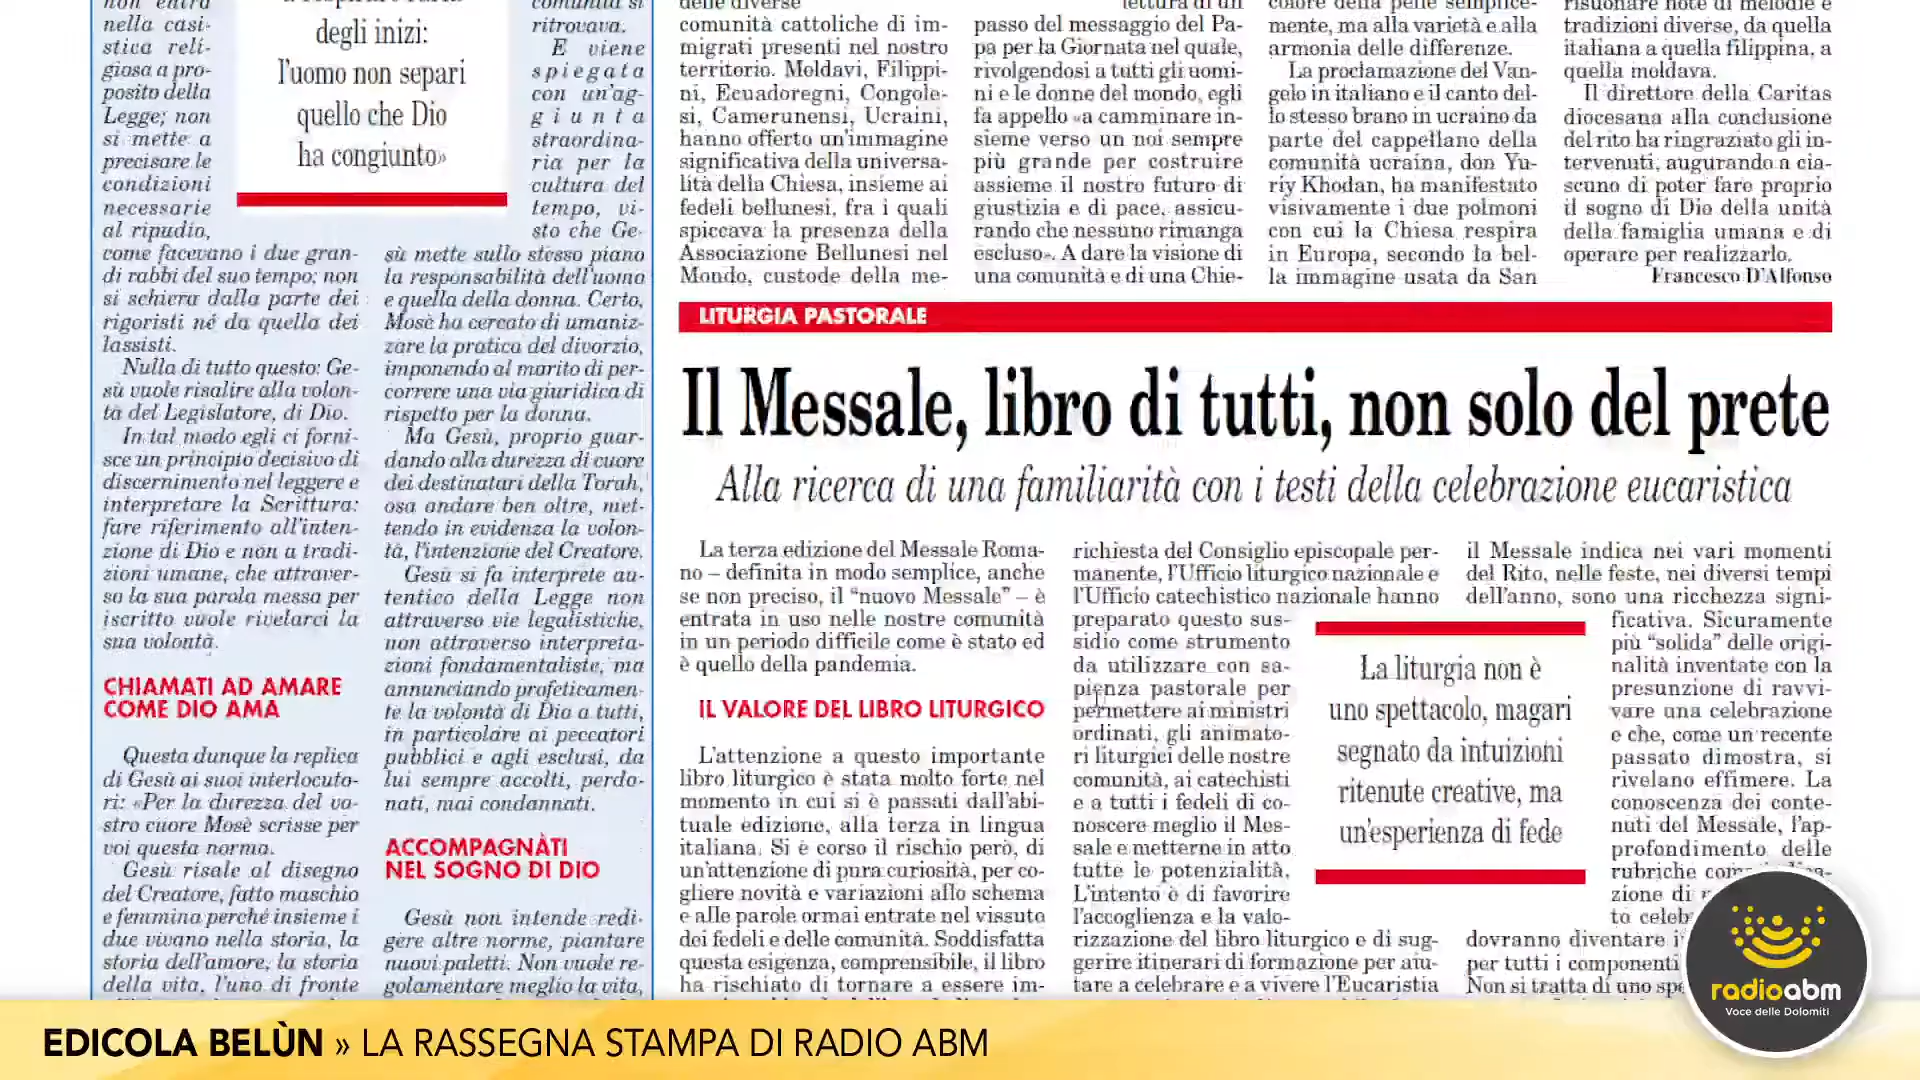 non entra
nella casi-
stica reli-
giosa a pro-
posito della
Legge; non
si mette a
precisare le
condizioni
necessarie
al ripudio,
come facevano i due gran-
di rabbi del suo tempo; non
si schiera dalla parte dei
rigoristi né da quella dei
lassisti.
Nulla di tutto questo: Ge-
sù vuole risalire alla volon-
tà del Legislatore, di Dio.
In tal modo egli ci forni-
sce un principio decisivo di
discernimento nel leggere e
interpretare la Scrittura:
fare riferimento all'inten-
zione di Dio e non a tradi-
zioni umane, che attraver-
so la sua parola messa per
iscritto vuole rivelarci la
sua volontà.
CHIAMATI AD AMARE
COME DIO AMA
Questa dunque la replica
di Gesù ai suoi interlocuto-
ri: «Per la durezza del vo-
stro cuore Mosè scrisse per
voi questa norma.
Gesù risale al disegno
del Creatore, fatto maschio
e femmina perché insieme i
due vivano nella storia, la
storia dell'amore, la storia
della vita, l'uno di fronte
degli inizi:
l'uomo non separi
quello che Dio
ha congiunto»
comunità si
ritrovava.
E viene
spiegata
con un'ag-
giunta
straordina-
ria per la
cultura del
tempo, vi-
sto che Ge-
sù mette sullo stesso piano
la responsabilità dell'uomo
e quella della donna. Certo,
Mosè ha cercato di umaniz-
zare la pratica del divorzio,
imponendo al marito di per-
correre una via giuridica di
rispetto per la donna.
Ma Gesù, proprio guar-
dando alla durezza di cuore
dei destinatari della Torah,
osa andare ben oltre, met-
tendo in evidenza la volon-
tà, l'intenzione del Creatore.
Gesù si fa interprete au-
tentico della Legge non
attraverso vie legalistiche,
non attraverso interpreta-
zioni fondamentaliste, ma
annunciando profeticamen-
te la volontà di Dio a tutti,
in particolare ai peccatori
pubblici e agli esclusi, da
lui sempre accolti, perdo-
nati, mai condannati.
ACCOMPAGNÀTI
NEL SOGNO DI DIO
Gesù non intende redi-
gere altre norme, piantare
nuovi paletti. Non vuole re-
golamentare meglio la vita,
delle diverse
comunità cattoliche di im-
migrati presenti nel nostro
territorio. Moldavi, Filippi-
ni, Ecuadoregni, Congole-
si, Camerunensi, Ucraini,
hanno offerto un'immagine
significativa della universa-
lità della Chiesa, insieme ai
fedeli bellunesi, fra i quali
spiccava la presenza della
Associazione Bellunesi nel
Mondo, custode della me-
lettura di un
passo del messaggio del Pa-
pa per la Giornata nel quale,
rivolgendosi a tutti gli uomi-
ni e le donne del mondo, egli
fa appello «a camminare in-
sieme verso un noi sempre
più grande per costruire
assieme il nostro futuro di
giustizia e di pace, assicu-
rando che nessuno rimanga
escluso». A dare la visione di
una comunità e di una Chie-
colore della pelle semplice-
mente, ma alla varietà e alla
armonia delle differenze.
La proclamazione del Van-
gelo in italiano e il canto del-
lo stesso brano in ucraino da
parte del cappellano della
comunità ucraina, don Yu-
riy Khodan, ha manifestato
visivamente i due polmoni
con cui la Chiesa respira
in Europa, secondo la bel-
la immagine usata da San
risuonare note di melodie e
tradizioni diverse, da quella
italiana a quella filippina, a
quella moldava.
Il direttore della Caritas
diocesana alla conclusione
del rito ha ringraziato gli in-
tervenuti, augurando a cia-
scuno di poter fare proprio
il sogno di Dio della unità
della famiglia umana e di
operare per realizzarlo.
Francesco D'Alfonso
LITURGIA PASTORALE
Il Messale, libro di tutti, non solo del prete
Alla ricerca di una familiarità con i testi della celebrazione eucaristica
La terza edizione del Messale Roma-
no – definita in modo semplice, anche
se non preciso, il “nuovo Messale” – è
entrata in uso nelle nostre comunità
in un periodo difficile come è stato ed
è quello della pandemia.
IL VALORE DEL LIBRO LITURGICO
L'attenzione a questo importante
libro liturgico è stata molto forte nel
momento in cui si è passati dall'abi-
tuale edizione, alla terza in lingua
italiana. Si è corso il rischio però, di
un'attenzione di pura curiosità, per co-
gliere novità e variazioni allo schema
e alle parole ormai entrate nel vissuto
dei fedeli e delle comunità. Soddisfatta
questa esigenza, comprensibile, il libro
ha rischiato di tornare a essere im-
richiesta del Consiglio episcopale per-
manente, l'Ufficio liturgico nazionale e
l'Ufficio catechistico nazionale hanno
preparato questo sus-
sidio come strumento
da utilizzare con sa-
pienza pastorale per
permettere ai ministri
ordinati, gli animato-
ri liturgici delle nostre
comunità, ai catechisti
e a tutti i fedeli di co-
noscere meglio il Mes-
sale e metterne in atto
tutte le potenzialità.
L'intento è di favorire
l'accoglienza e la valo-
rizzazione del libro liturgico e di sug-
gerire itinerari di formazione per aiu-
tare a celebrare e a vivere l'Eucaristia
La liturgia non è
uno spettacolo, magari
segnato da intuizioni
ritenute creative, ma
un'esperienza di fede
il Messale indica nei vari momenti
del Rito, nelle feste, nei diversi tempi
dell'anno, sono una ricchezza signi-
ficativa. Sicuramente
più “solida” delle origi-
nalità inventate con la
presunzione di ravvi-
vare una celebrazione
e che, come un recente
passato dimostra, si
rivelano effimere. La
conoscenza dei conte-
nuti del Messale, l'ap-
profondimento delle
rubriche
zione di
to celeb
dovranno diventare
per tutti i componenti
Non si tratta di uno
radioabm
Voce delle Dolomiti
EDICOLA BELÙN » LA RASSEGNA STAMPA DI RADIO ABM